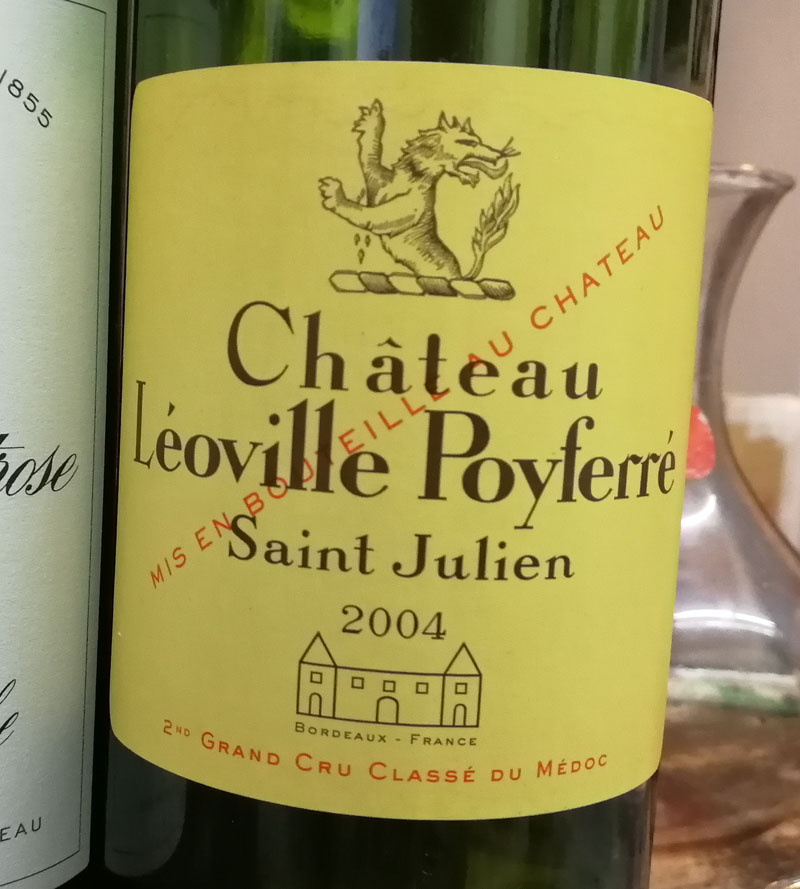 1855
rose
EAU
Château
Léoville Poyferré
MIS EN BOUTEILLE AU CHATEAU
Saint Julien
2004
BORDEAUX - FRANCE
2ND GRAND CRU CLASSÉ DU MÉDOC